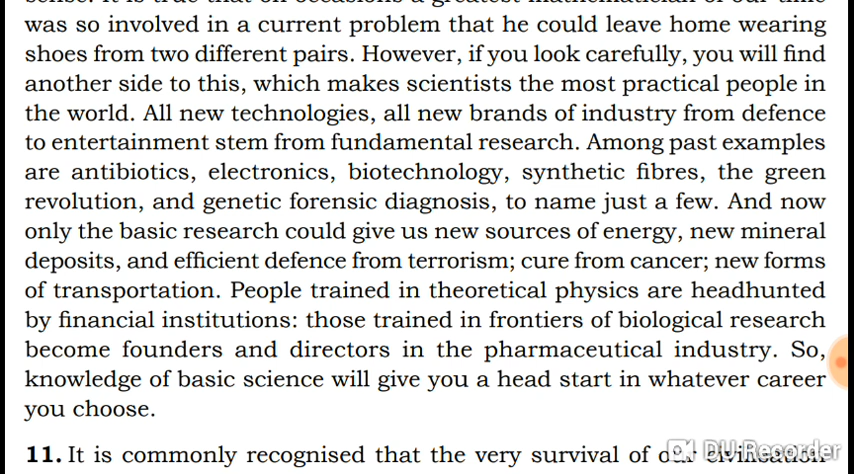 was so involved in a current problem that he could leave home wearing
shoes from two different pairs. However, if you look carefully, you will find
another side to this, which makes scientists the most practical people in
the world. All new technologies, all new brands of industry from defence
to entertainment stem from fundamental research. Among past examples
are antibiotics, electronics, biotechnology, synthetic fibres, the green
revolution, and genetic forensic diagnosis, to name just a few. And now
only the basic research could give us new sources of energy, new mineral
deposits, and efficient defence from terrorism; cure from cancer; new forms
of transportation. People trained in theoretical physics are headhunted
by financial institutions: those trained in frontiers of biological research
become founders and directors in the pharmaceutical industry. So,
knowledge of basic science will give you a head start in whatever career
you choose.
11. It is commonly recognised that the very survival of our civilisation
DU Recorder